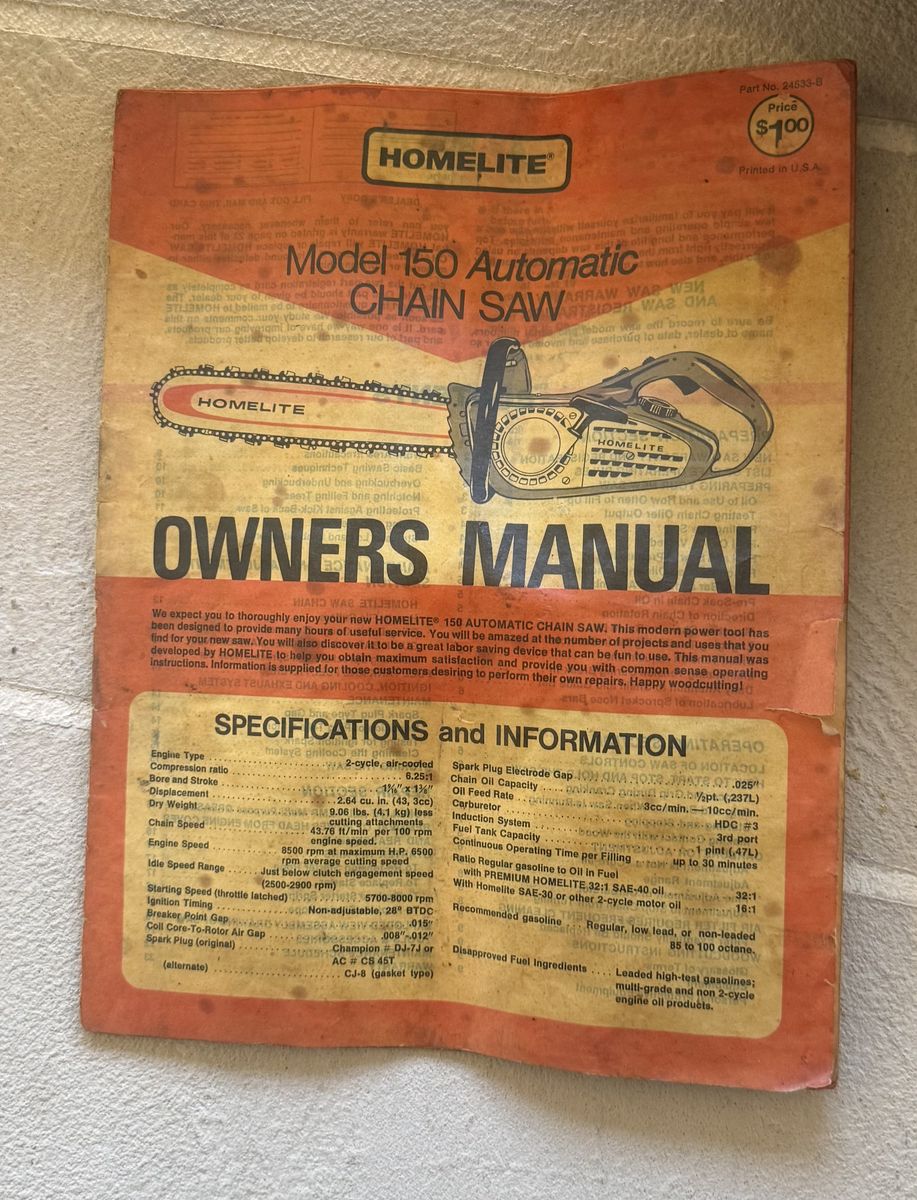 Part No. 24533-B
Price
$1.00
Printed in U.S.A.
HOMELITE®
Model 150 Automatic
CHAIN SAW
HOMELITE
HOMELITE
OWNERS MANUAL
We expect you to thoroughly enjoy your new HOMELITE® 150 AUTOMATIC CHAIN SAW. This modern power tool has
been designed to provide many hours of useful service. You will be amazed at the number of projects and uses that you
find for your new saw. You will also discover it to be a great labor saving device that can be fun to use. This manual was
developed by HOMELITE to help you obtain maximum satisfaction and provide you with common sense operating
instructions. Information is supplied for those customers desiring to perform their own repairs. Happy woodcutting!
SPECIFICATIONS and INFORMATION
Engine Type . . . . . . . . . . 2-cycle, air-cooled
Compression ratio . . . . . . . . . . 6.25:1
Bore and Stroke . . . . . . . . . .
Displacement . . . . . . . . . . 2.64 cu. in. (43, 3cc)
Dry Weight . . . . . . . . . . 9.06 lbs. (4.1 kg) less
cutting attachments
Chain Speed . . . . . . . . . . 43.76 ft/min per 100 rpm
engine speed.
Engine Speed . . . . . . . . . . 8500 rpm at maximum H.P. 6500
rpm average cutting speed
Idle Speed Range . . . . Just below clutch engagement speed
(2500-2900 rpm)
Starting Speed (throttle latched) . . . . 5700-8000 rpm
Ignition Timing . . . . . . . . . . Non-adjustable, 28° BTDC
Breaker Point Gap . . . . . . . . . . .015"
Coil Core-To-Rotor Air Gap . . . . . . . . . . .008"-.012"
Spark Plug (original) . . . . . . . . . . Champion # DJ-7J or
AC # CS 45T
(alternate) . . . . . . . . . . CJ-8 (gasket type)
Spark Plug Electrode Gap . . . . . . . . . . .025"
Chain Oil Capacity . . . . . . . . . . ½pt. (,237L)
Oil Feed Rate . . . . . . . . . . 3cc/min. — 10cc/min.
Carburetor . . . . . . . . . . HDC #3
Induction System . . . . . . . . . . 3rd port
Fuel Tank Capacity . . . . . . . . . . 1 pint (.47L)
Continuous Operating Time per Filling . . . . up to 30 minutes
Ratio Regular gasoline to Oil in Fuel
-with PREMIUM HOMELITE 32:1 SAE-40 oil 32:1
With Homelite SAE-30 or other 2-cycle motor oil 16:1
Recommended gasoline Regular, low lead, or non-leaded
85 to 100 octane.
Disapproved Fuel Ingredients . . . . Leaded high-test gasolines;
multi-grade and non 2-cycle
engine oil products.